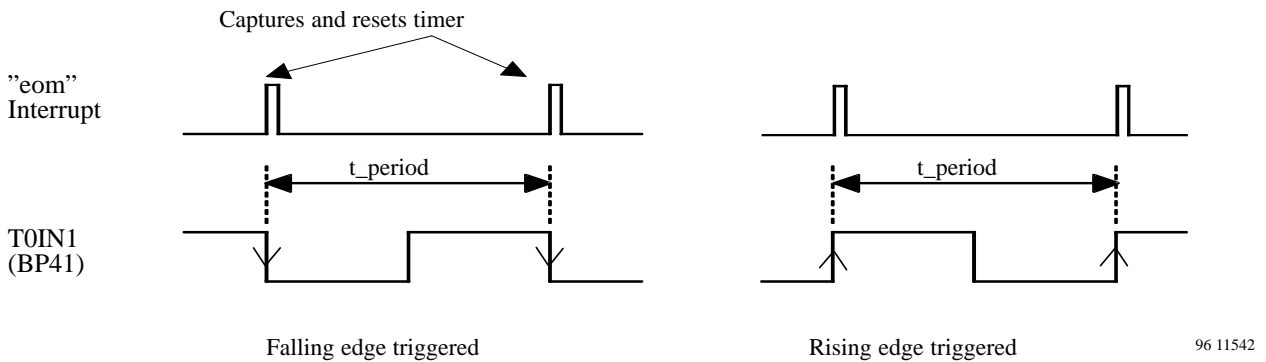 Captures and resets timer
”eom”
Interrupt
t_period
t_period
T0IN1
(BP41)
Falling edge triggered
Rising edge triggered
96 11542